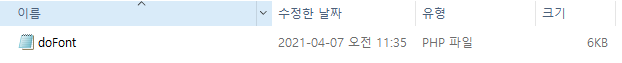 이름 수정한 날짜 유형 크기
doFont 2021-04-07 오전 11:35 PHP 파일 6KB